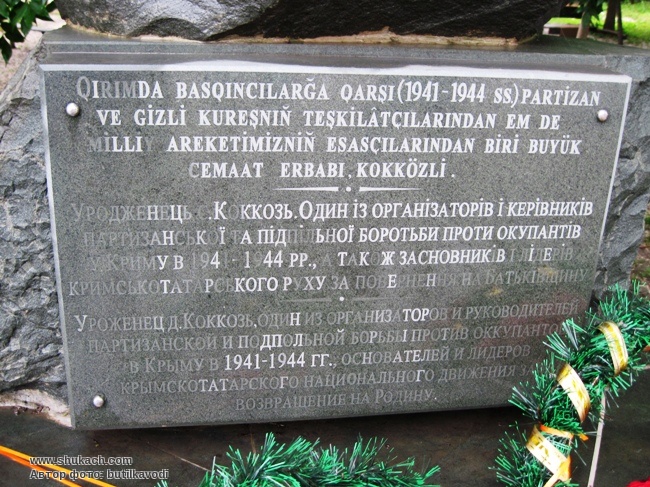 QIRIMDA BASQINCILARĞA QARŞI (1941-1944 SS.) PARTIZAN
VE GIZLI KUREŞNIÑ TEŞKILÂTÇILARINDAN EM DE
MILLIY AREKETIMIZNIÑ ESASÇILARINDAN BIRI BUYÜK
CEMAAT ERBABI, KOKKÖZLI.
УРОДЖЕНЕЦЬ С.КОККОЗЬ.ОДИН ІЗ ОРГАНІЗАТОРІВ І КЕРІВНИКІВ
ПАРТИЗАНСЬКОЇ ТА ПІДПІЛЬНОЇ БОРОТЬБИ ПРОТИ ОКУПАНТІВ
У КРИМУ В 1941 - 1944 РР., А ТАКОЖ ЗАСНОВНИКІВ І ЛІДЕРІВ
КРИМСЬКОТАТАРСЬКОГО РУХУ ЗА ПОВЕРНЕННЯ НА БАТЬКІВЩИНУ
УРОЖЕНЕЦ Д.КОККОЗЬ,ОДИН ИЗ ОРГАНИЗАТОРОВ И РУКОВОДИТЕЛЕЙ
ПАРТИЗАНСКОЙ И ПОДПОЛЬНОЙ БОРЬБЫ ПРОТИВ ОККУПАНТОВ
В КРЫМУ В 1941-1944 ГГ., ОСНОВАТЕЛЕЙ И ЛИДЕРОВ
КРЫМСКОТАТАРСКОГО НАЦИОНАЛЬНОГО ДВИЖЕНИЯ ЗА
ВОЗВРАЩЕНИЕ НА РОДИНУ.
www.shukach.com
Автор фото: butilkavodi